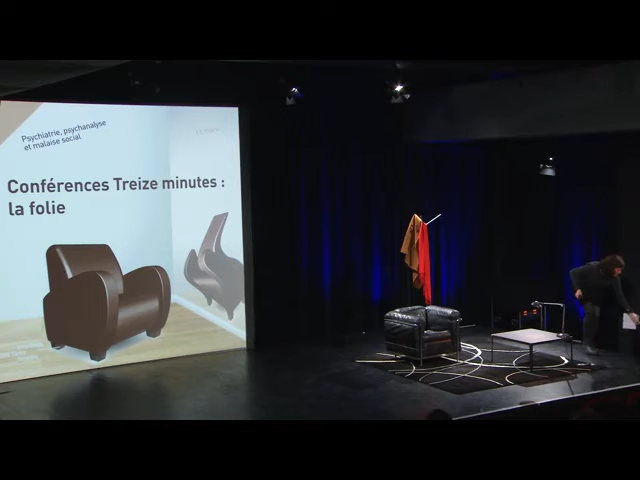 Psychiatrie, psychanalyse
et malaise social
Conférences Treize minutes :
la folie